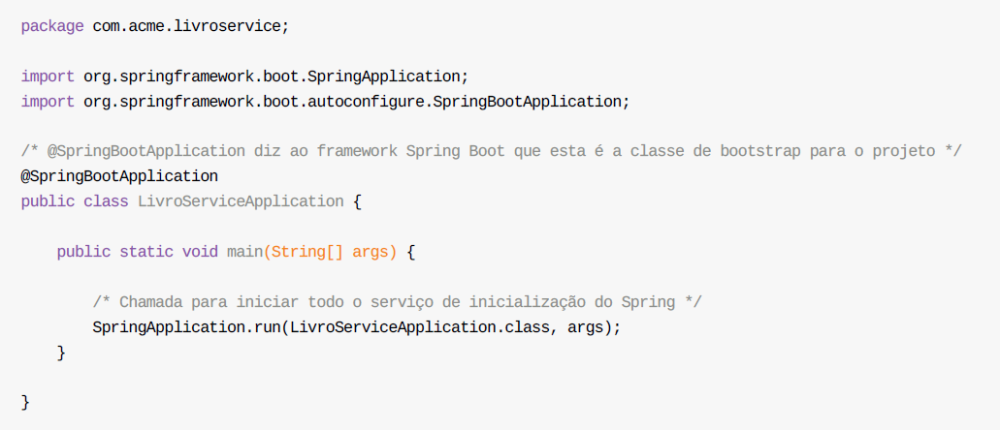 package com.acme.livroservice;
import org.springframework.boot.SpringApplication;
import org.springframework.boot.autoconfigure.SpringBootApplication;
/* @SpringBootApplication diz ao framework Spring Boot que esta é a classe de bootstrap para o projeto */
@SpringBootApplication
public class LivroServiceApplication {
public static void main(String[] args) {
/* Chamada para iniciar todo o serviço de inicialização do Spring */
SpringApplication.run(LivroServiceApplication.class, args);
}
}